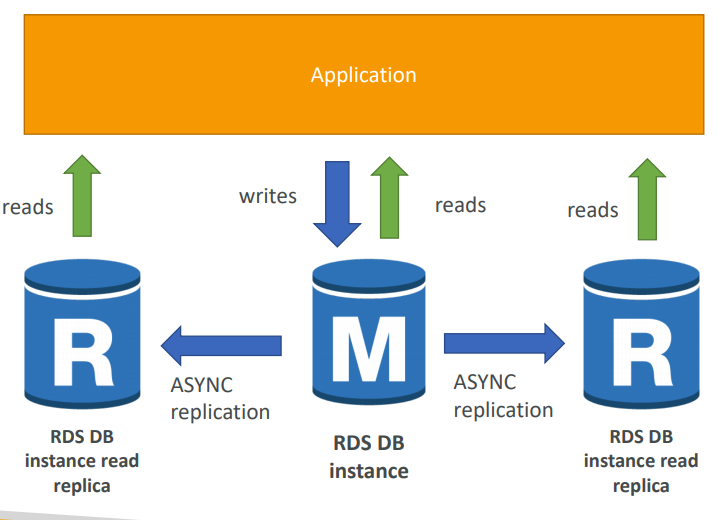 Application
reads
writes
reads
reads
R
M
R
ASYNC
replication
ASYNC
replication
RDS DB
instance read
replica
RDS DB
instance
RDS DB
instance read
replica